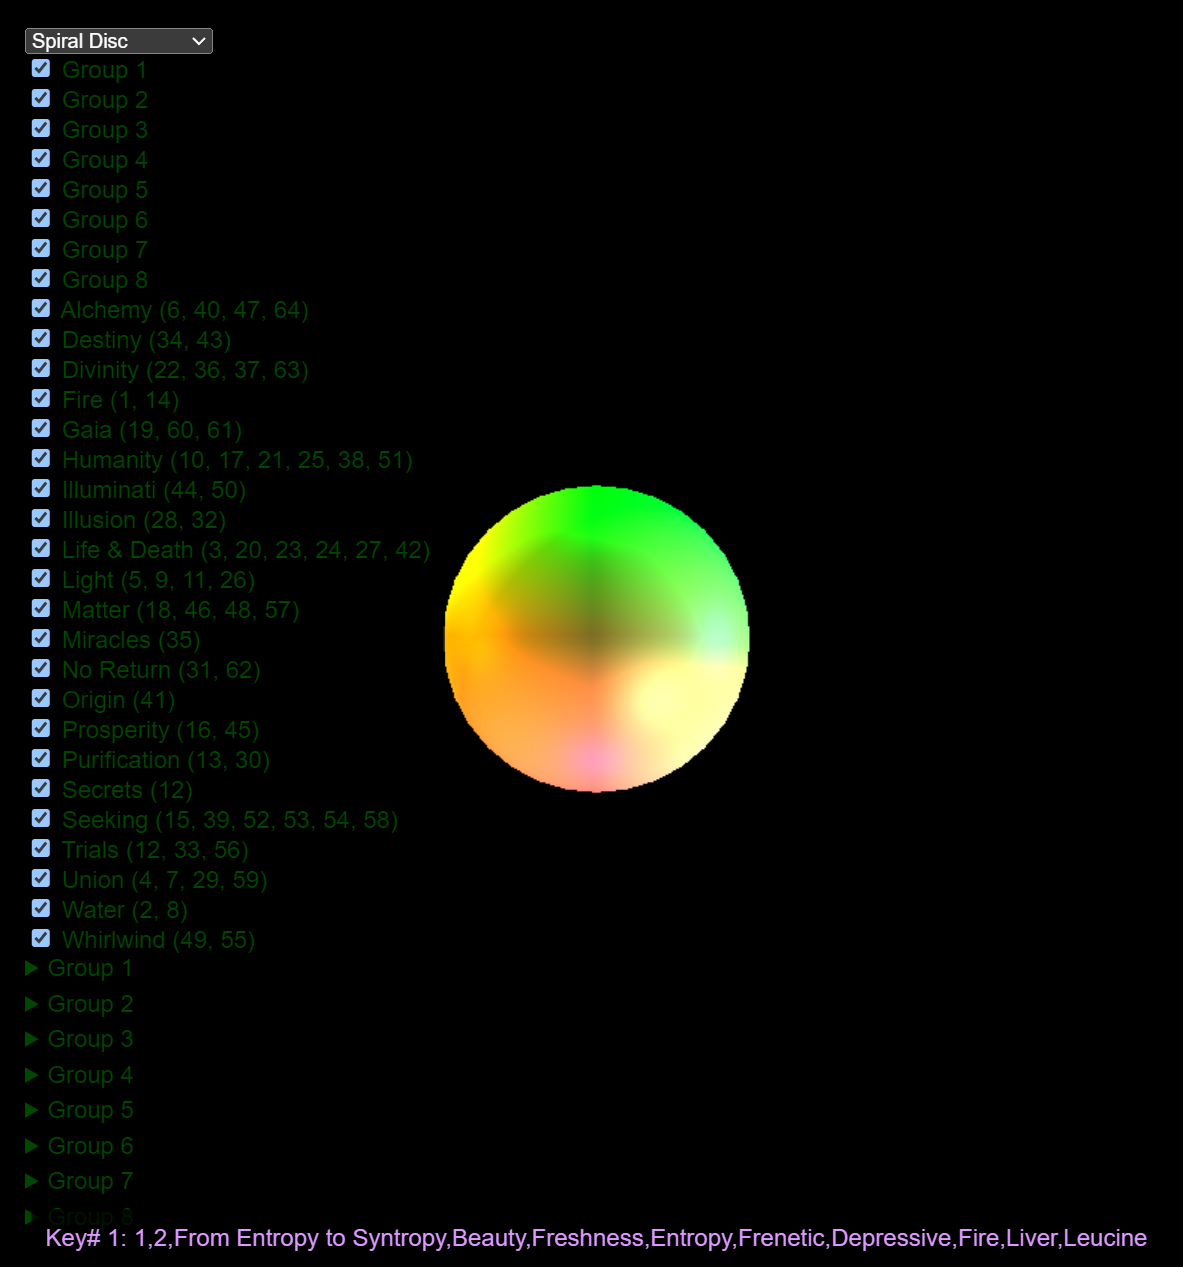 Spiral Disc
Group 1
Group 2
Group 3
Group 4
Group 5
Group 6
Group 7
Group 8
Alchemy (6, 40, 47, 64)
Destiny (34, 43)
Divinity (22, 36, 37, 63)
Fire (1, 14)
Gaia (19, 60, 61)
Humanity (10, 17, 21, 25, 38, 51)
Illuminati (44, 50)
Illusion (28, 32)
Life & Death (3, 20, 23, 24, 27, 42)
Light (5, 9, 11, 26)
Matter (18, 46, 48, 57)
Miracles (35)
No Return (31, 62)
Origin (41)
Prosperity (16, 45)
Purification (13, 30)
Secrets (12)
Seeking (15, 39, 52, 53, 54, 58)
Trials (12, 33, 56)
Union (4, 7, 29, 59)
Water (2, 8)
Whirlwind (49, 55)
Group 1
Group 2
Group 3
Group 4
Group 5
Group 6
Group 7
Group 8
Key# 1: 1,2,From Entropy to Syntropy,Beauty,Freshness,Entropy,Frenetic,Depressive,Fire,Liver,Leucine